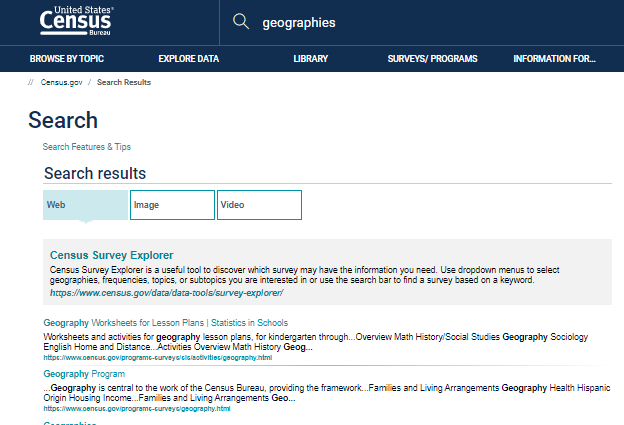 United States®
Census
Bureau
geographies
BROWSE BY TOPIC
EXPLORE DATA
LIBRARY
SURVEYS/ PROGRAMS
INFORMATION FOR...
// Census.gov / Search Results
Search
Search Features & Tips
Search results
Web
Image
Video
Census Survey Explorer
Census Survey Explorer is a useful tool to discover which survey may have the information you need. Use dropdown menus to select
geographies, frequencies, topics, or subtopics you are interested in or use the search bar to find a survey based on a keyword.
https://www.census.gov/data/data-tools/survey-explorer/
Geography Worksheets for Lesson Plans | Statistics in Schools
Worksheets and activities for geography lesson plans, for kindergarten through...Overview Math History/Social Studies Geography Sociology
English Home and Distance...Activities Overview Math History Geog...
https://www.census.gov/programs-surveys/sis/activities/geography.html
Geography Program
...Geography is central to the work of the Census Bureau, providing the framework...Families and Living Arrangements Geography Health Hispanic
Origin Housing Income...Families and Living Arrangements Geo...
https://www.census.gov/programs-surveys/geography.html
Geographies